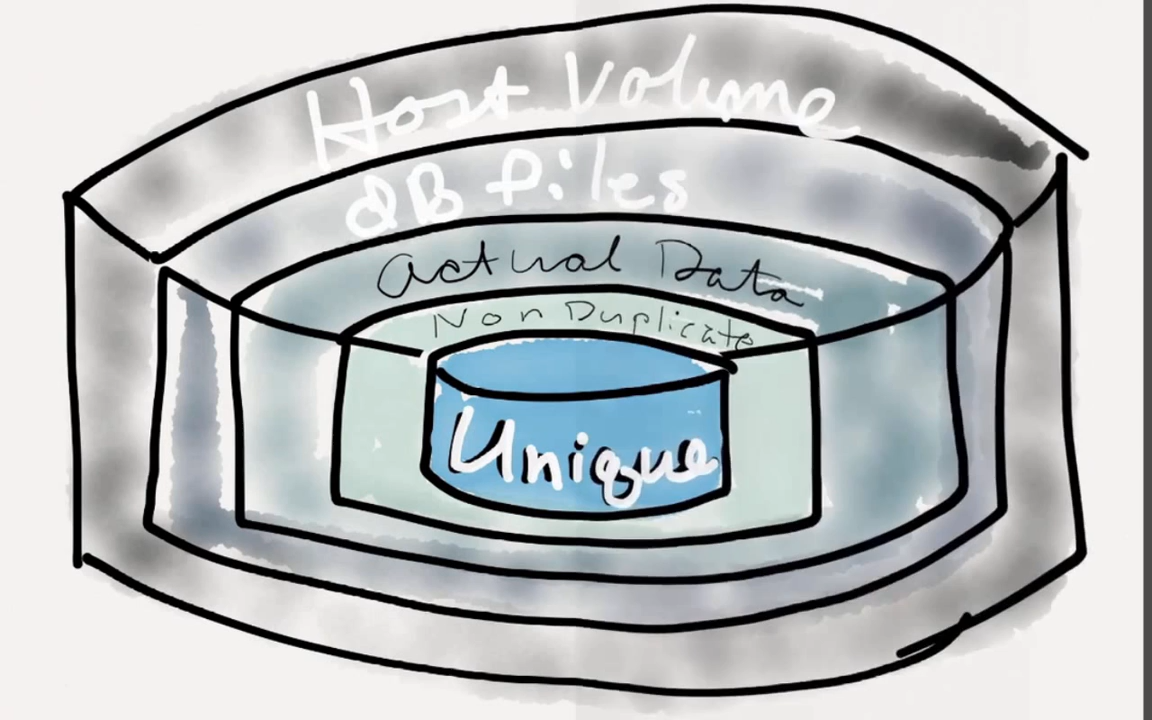 Host Volume
dB files
actual Data
Non Duplicate
Unique